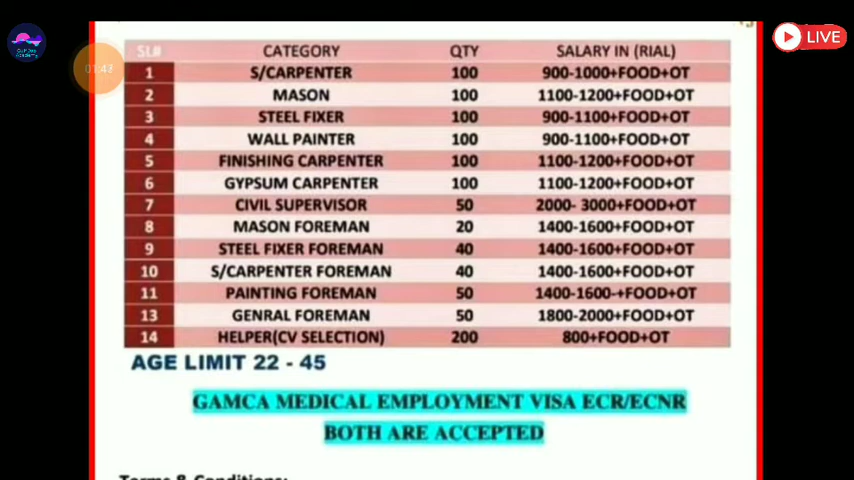 LIVE
01:43
SL# CATEGORY QTY SALARY IN (RIAL)
1 S/CARPENTER 100 900-1000+FOOD+OT
2 MASON 100 1100-1200+FOOD+OT
3 STEEL FIXER 100 900-1100+FOOD+OT
4 WALL PAINTER 100 900-1100+FOOD+OT
5 FINISHING CARPENTER 100 1100-1200+FOOD+OT
6 GYPSUM CARPENTER 100 1100-1200+FOOD+OT
7 CIVIL SUPERVISOR 50 2000- 3000+FOOD+OT
8 MASON FOREMAN 20 1400-1600+FOOD+OT
9 STEEL FIXER FOREMAN 40 1400-1600+FOOD+OT
10 S/CARPENTER FOREMAN 40 1400-1600+FOOD+OT
11 PAINTING FOREMAN 50 1400-1600-+FOOD+OT
13 GENRAL FOREMAN 50 1800-2000+FOOD+OT
14 HELPER(CV SELECTION) 200 800+FOOD+OT
AGE LIMIT 22 - 45
GAMCA MEDICAL EMPLOYMENT VISA ECR/ECNR
BOTH ARE ACCEPTED
Terms & Conditions: